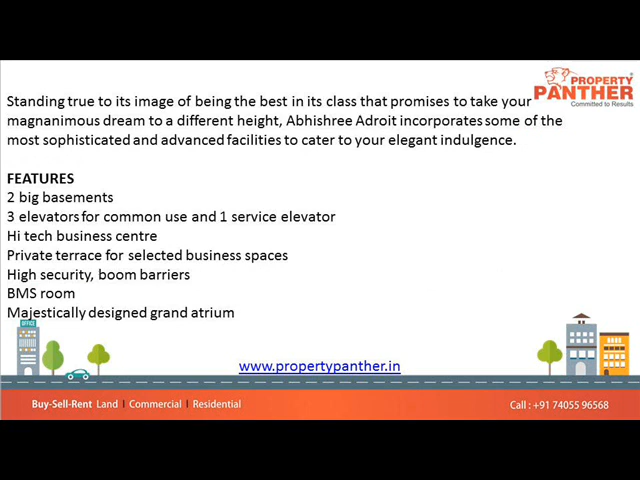 PROPERTY
PANTHER
Committed to Results
Standing true to its image of being the best in its class that promises to take your
magnanimous dream to a different height, Abhishree Adroit incorporates some of the
most sophisticated and advanced facilities to cater to your elegant indulgence.
FEATURES
2 big basements
3 elevators for common use and 1 service elevator
Hi tech business centre
Private terrace for selected business spaces
High security, boom barriers
BMS room
Majestically designed grand atrium
OFFICE
www.propertypanther.in
Buy-Sell-Rent Land I Commercial I Residential
Call : +91 74055 96568